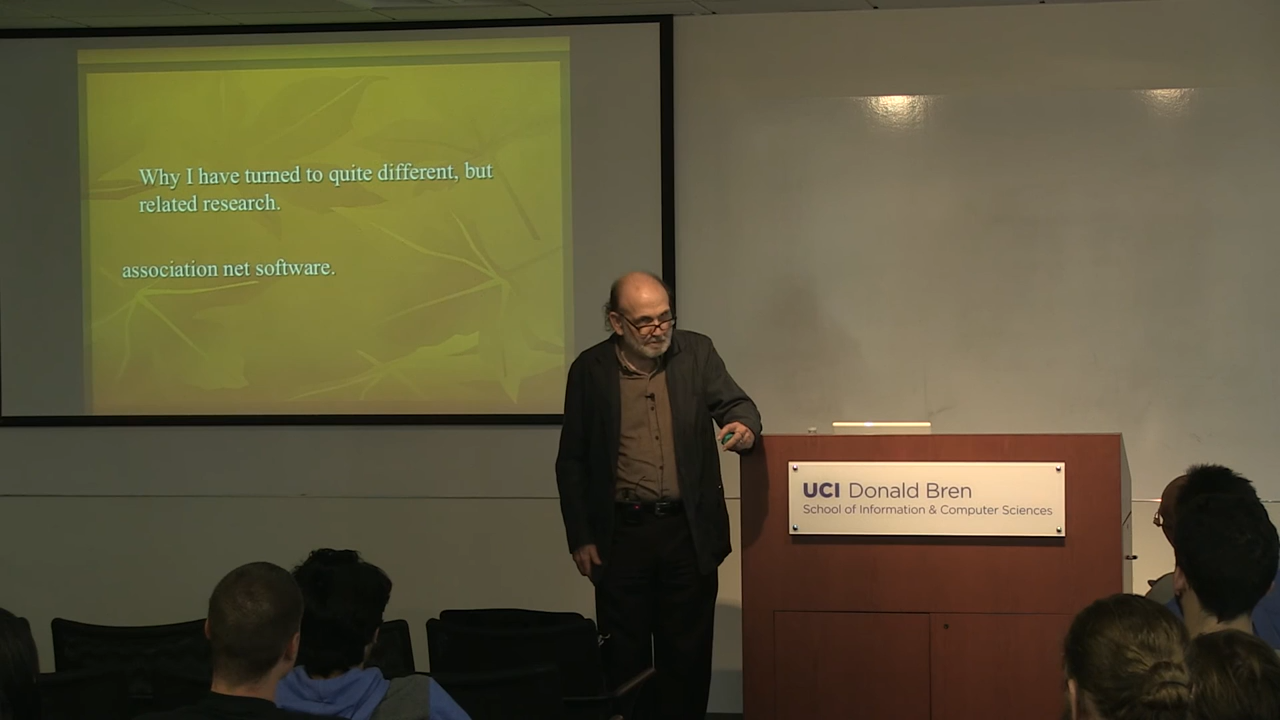 Why I have turned to quite different, but
related research.
association net software.
UCI Donald Bren
School of Information & Computer Sciences